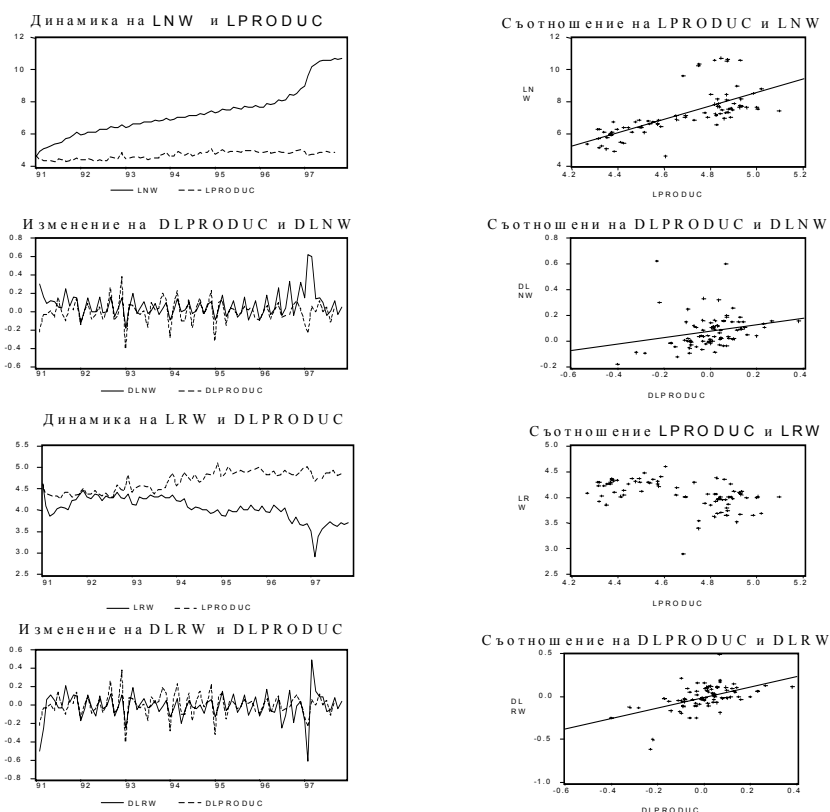 Динамика на LNW и LPRODUC
12
10
8
6
4
91 92 93 94 95 96 97
LNW LPRODUC
Съотношение на LPRODUC и LNW
12
10
LN
W
8
6
4
4.2 4.4 4.6 4.8 5.0 5.2
LPRODUC
Изменение на DLPRODUC и DLNW
0.8
0.6
0.4
0.2
0.0
-0.2
-0.4
-0.6
91 92 93 94 95 96 97
DLNW DLPRODUC
Съотношени на DLPRODUC и DLNW
0.8
0.6
DL
NW
0.4
0.2
0.0
-0.2
-0.6 -0.4 -0.2 0.0 0.2 0.4
DLPRODUC
Динамика на LRW и DLPRODUC
5.5
5.0
4.5
4.0
3.5
3.0
2.5
91 92 93 94 95 96 97
LRW LPRODUC
Съотношение LPRODUC и LRW
5.0
4.5
LR
W
4.0
3.5
3.0
2.5
4.2 4.4 4.6 4.8 5.0 5.2
LPRODUC
Изменение на DLRW и DLPRODUC
0.6
0.4
0.2
0.0
-0.2
-0.4
-0.6
-0.8
91 92 93 94 95 96 97
DLRW DLPRODUC
Съотношение на DLPRODUC и DLRW
0.5
DL
RW
0.0
-0.5
-1.0
-0.6 -0.4 -0.2 0.0 0.2 0.4
DLPRODUC